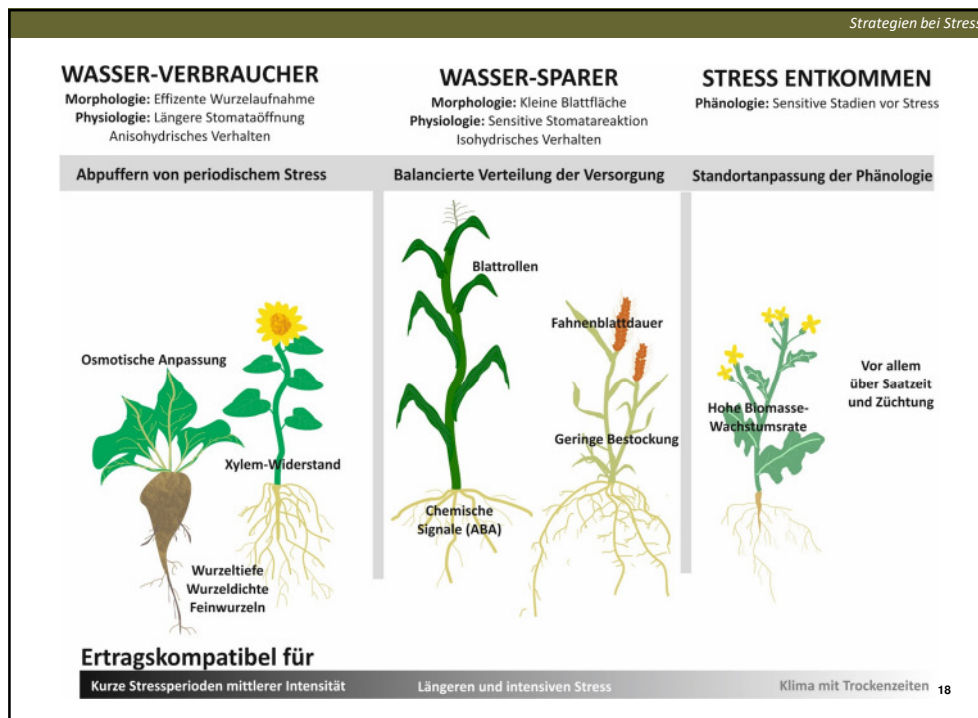 Strategien bei Stress
WASSER-VERBRAUCHER
Morphologie: Effizente Wurzelaufnahme
Physiologie: Längere Stomataöffnung
Anisohydrisches Verhalten
WASSER-SPARER
Morphologie: Kleine Blattfläche
Physiologie: Sensitive Stomatareaktion
Isohydrisches Verhalten
STRESS ENTKOMMEN
Phänologie: Sensitive Stadien vor Stress
Abpuffern von periodischem Stress
Balancierte Verteilung der Versorgung
Standortanpassung der Phänologie
Osmotische Anpassung
Xylem-Widerstand
Wurzeltiefe
Wurzeldichte
Feinwurzeln
Blattrollen
Fahnenblattdauer
Geringe Bestockung
Chemische
Signale (ABA)
Hohe Biomasse-
Wachstumsrate
Vor allem
über Saatzeit
und Züchtung
Ertragskompatibel für
Kurze Stressperioden mittlerer Intensität
Längeren und intensiven Stress
Klima mit Trockenzeiten
18